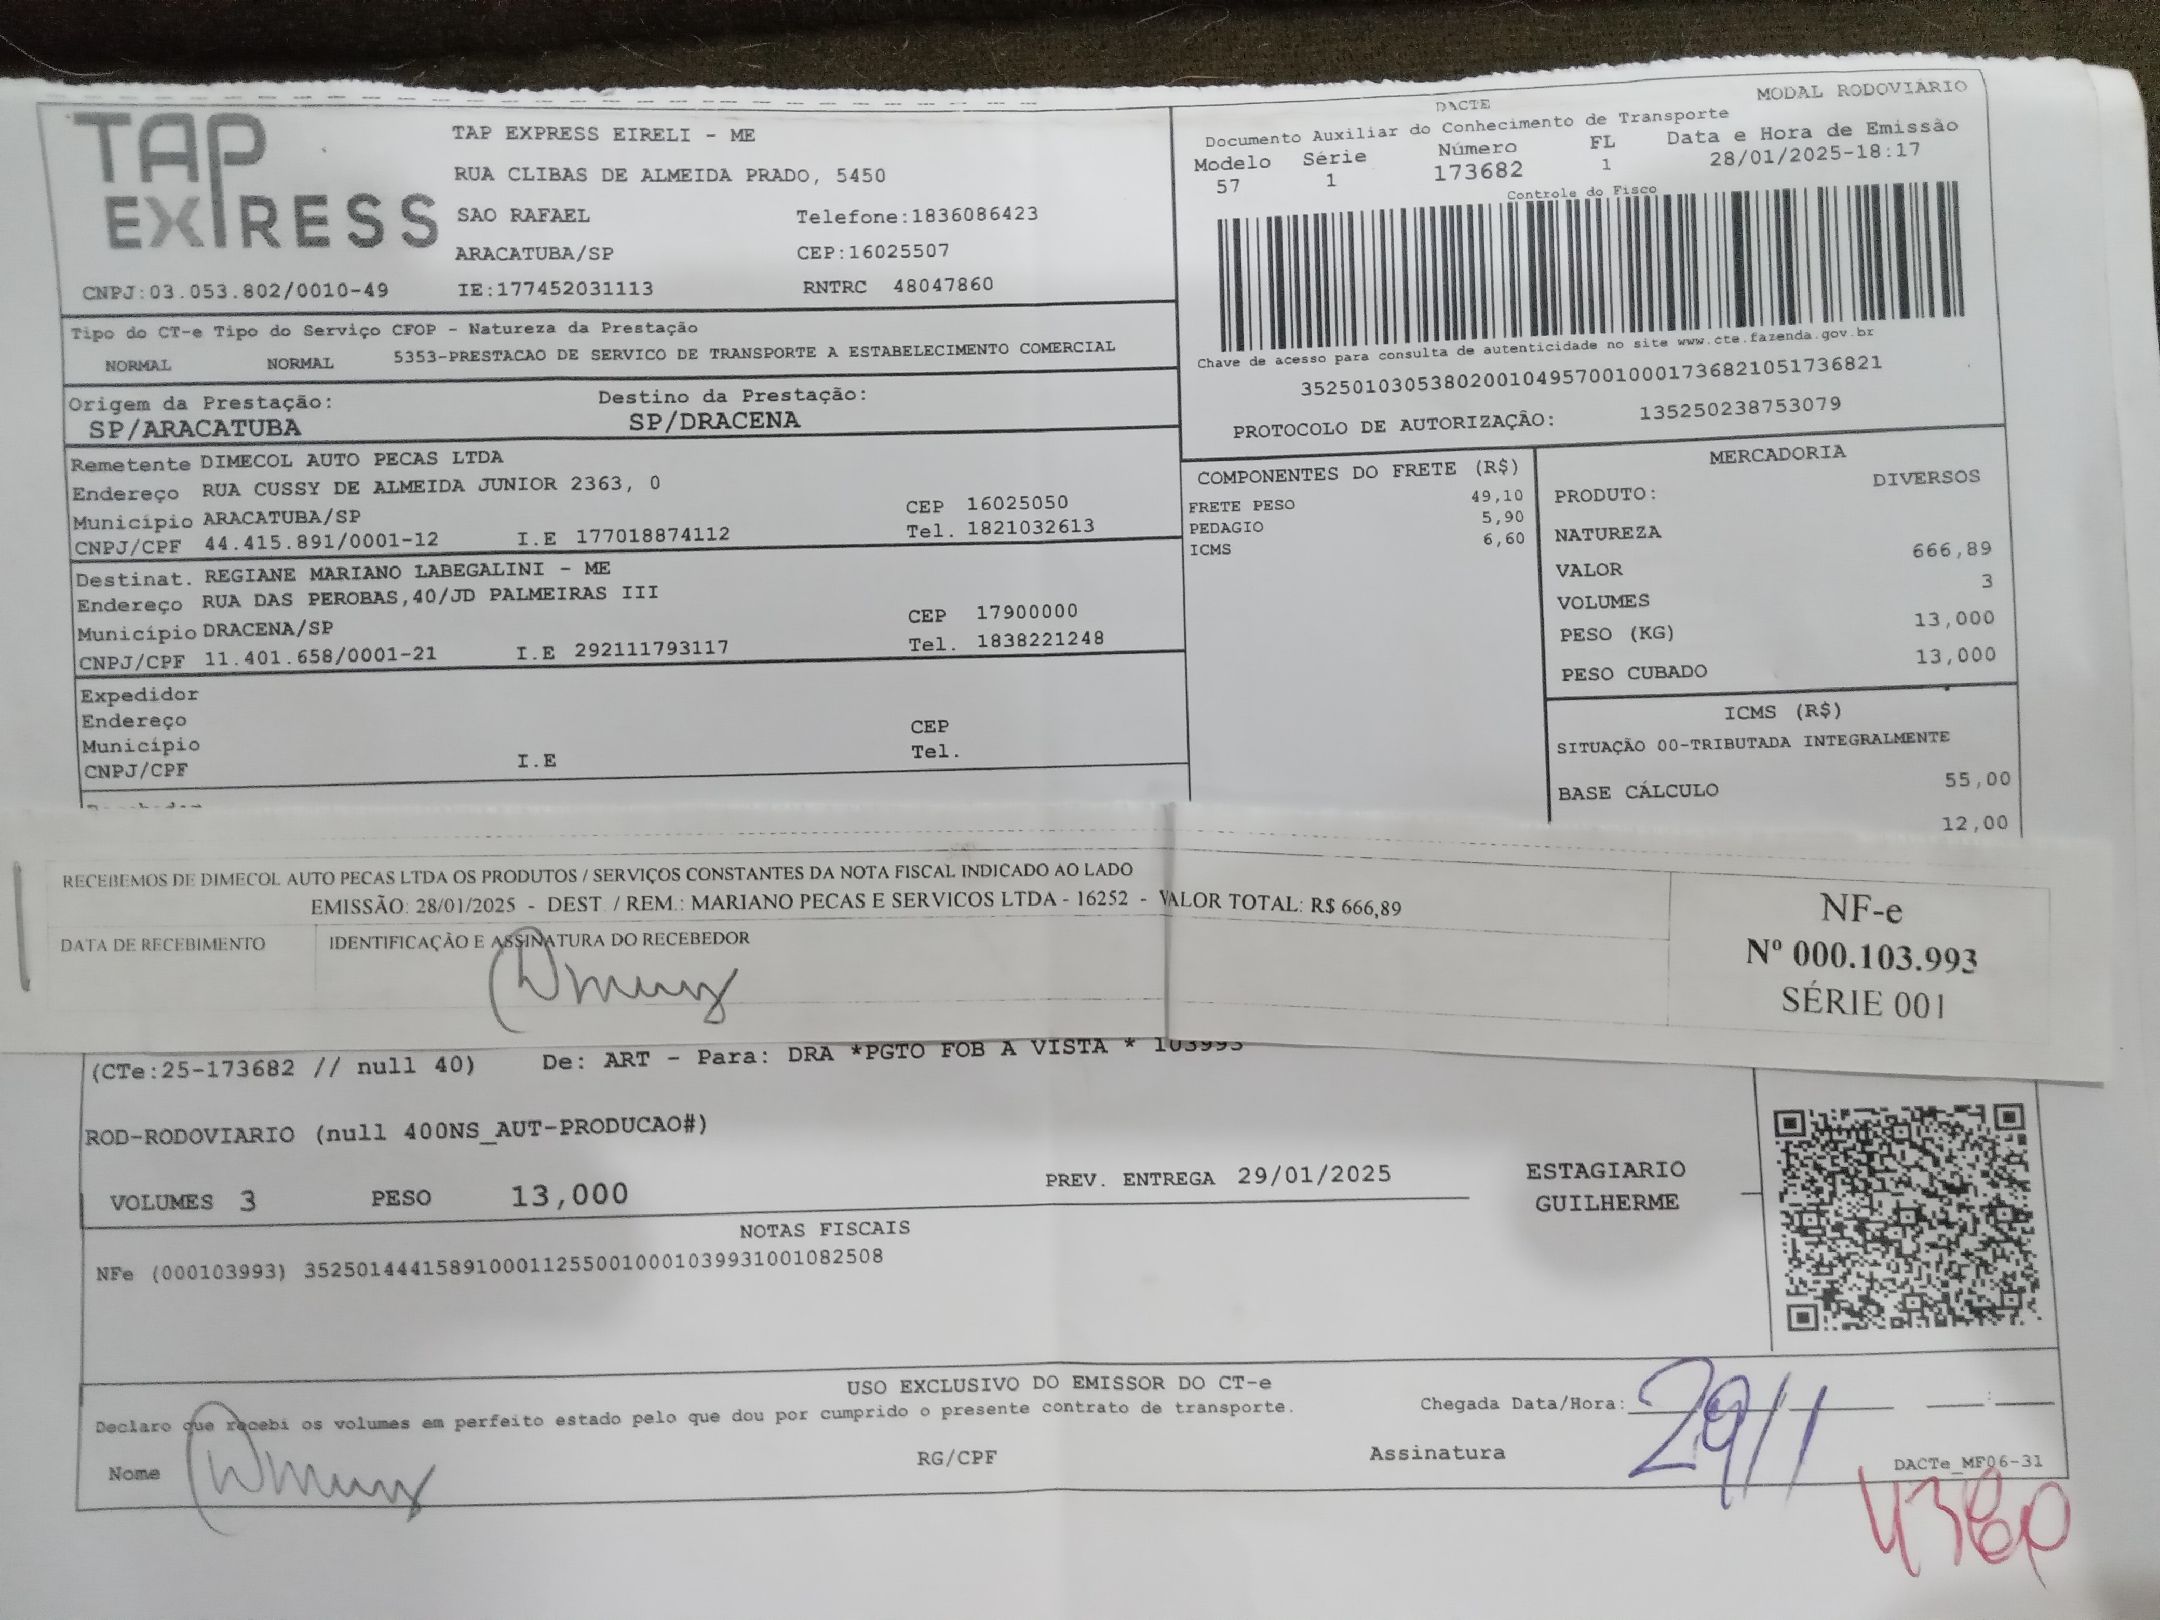 TAP EXPRESS
TAP EXPRESS EIRELI - ME
RUA CLIBAS DE ALMEIDA PRADO, 5450
SAO RAFAEL Telefone:1836086423
ARACATUBA/SP CEP:16025507
CNPJ:03.053.802/0010-49 IE:177452031113 RNTRC 48047860
MODAL RODOVIÁRIO
DACTE
Documento Auxiliar do Conhecimento de Transporte
Modelo Série Número FL Data e Hora de Emissão
57 1 173682 1 28/01/2025-18:17
Controle do Fisco
Chave de acesso para consulta de autenticidade no site www.cte.fazenda.gov.br
35250103053802001049570010001736821051736821
PROTOCOLO DE AUTORIZAÇÃO: 135250238753079
Tipo do CT-e Tipo do Serviço CFOP - Natureza da Prestação
NORMAL NORMAL 5353-PRESTACAO DE SERVICO DE TRANSPORTE A ESTABELECIMENTO COMERCIAL
Origem da Prestação: Destino da Prestação:
SP/ARACATUBA SP/DRACENA
Remetente DIMECOL AUTO PECAS LTDA
Endereço RUA CUSSY DE ALMEIDA JUNIOR 2363, 0
Município ARACATUBA/SP CEP 16025050
CNPJ/CPF 44.415.891/0001-12 I.E 177018874112 Tel. 1821032613
Destinat. REGIANE MARIANO LABEGALINI - ME
Endereço RUA DAS PEROBAS,40/JD PALMEIRAS III
Município DRACENA/SP CEP 17900000
CNPJ/CPF 11.401.658/0001-21 I.E 292111793117 Tel. 1838221248
Expedidor
Endereço
Município CEP
CNPJ/CPF I.E Tel.
COMPONENTES DO FRETE (R$)
FRETE PESO 49,10
PEDAGIO 5,90
ICMS 6,60
MERCADORIA
PRODUTO: DIVERSOS
NATUREZA
VALOR 666,89
VOLUMES 3
PESO (KG) 13,000
PESO CUBADO 13,000
ICMS (R$)
SITUAÇÃO 00-TRIBUTADA INTEGRALMENTE
BASE CÁLCULO 55,00
12,00
RECEBEMOS DE DIMECOL AUTO PECAS LTDA OS PRODUTOS / SERVIÇOS CONSTANTES DA NOTA FISCAL INDICADO AO LADO
EMISSÃO: 28/01/2025 - DEST. / REM.: MARIANO PECAS E SERVICOS LTDA - 16252 - VALOR TOTAL: R$ 666,89
DATA DE RECEBIMENTO IDENTIFICAÇÃO E ASSINATURA DO RECEBEDOR
NF-e
Nº 000.103.993
SÉRIE 001
(CTe:25-173682 // null 40) De: ART - Para: DRA *PGTO FOB A VISTA * 103993
ROD-RODOVIARIO (null 400NS_AUT-PRODUCAO#)
VOLUMES 3 PESO 13,000 PREV. ENTREGA 29/01/2025
ESTAGIARIO
GUILHERME
NOTAS FISCAIS
NFe (000103993) 35250144415891000112550010001039931001082508
USO EXCLUSIVO DO EMISSOR DO CT-e
Declaro que recebi os volumes em perfeito estado pelo que dou por cumprido o presente contrato de transporte.
Chegada Data/Hora: 29/1
Nome RG/CPF Assinatura
DACTe_MF06-31